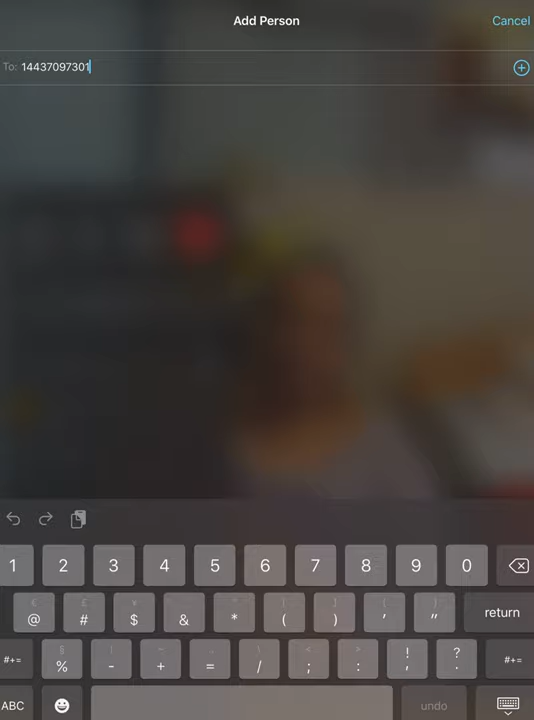 Add Person
Cancel
To: 14437097301
1 2 3 4 5 6 7 8 9 0
@ # $ & * ( ) ' "
return
#+=
% - + = / ; : ! , ? .
#+=
ABC
undo